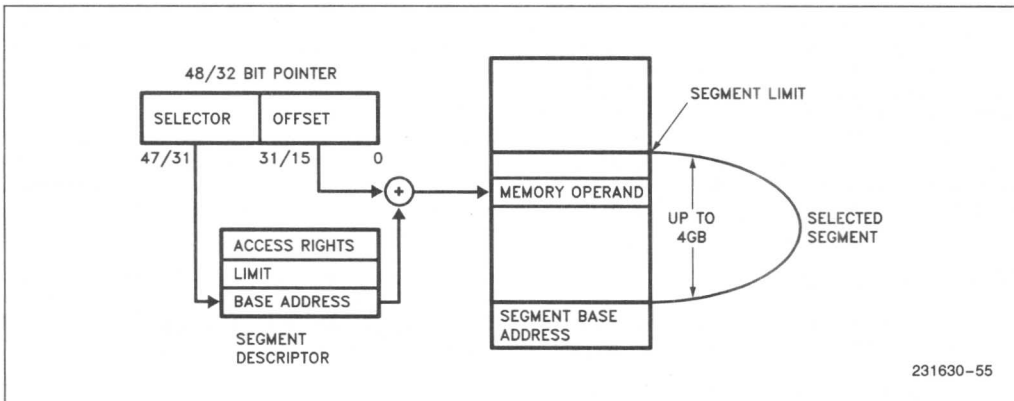 48/32 BIT POINTER
SELECTOR
OFFSET
47/31
31/15
0
+
ACCESS RIGHTS
LIMIT
BASE ADDRESS
SEGMENT
DESCRIPTOR
MEMORY OPERAND
SEGMENT BASE
ADDRESS
SEGMENT LIMIT
UP TO
4GB
SELECTED
SEGMENT
231630-55